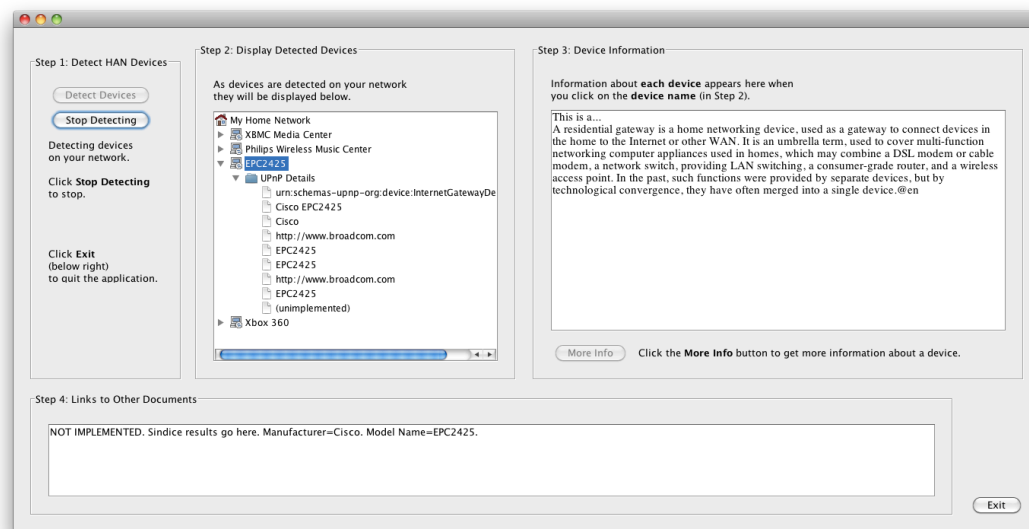 Step 1: Detect HAN Devices
Detect Devices
Stop Detecting
Detecting devices
on your network.
Click Stop Detecting
to stop.
Click Exit
(below right)
to quit the application.
Step 2: Display Detected Devices
As devices are detected on your network
they will be displayed below.
My Home Network
XBMC Media Center
Philips Wireless Music Center
EPC2425
UPnP Details
urn:schemas-upnp-org:device:InternetGatewayDe
Cisco EPC2425
Cisco
http://www.broadcom.com
EPC2425
EPC2425
http://www.broadcom.com
EPC2425
(unimplemented)
Xbox 360
Step 3: Device Information
Information about each device appears here when
you click on the device name (in Step 2).
This is a...
A residential gateway is a home networking device, used as a gateway to connect devices in
the home to the Internet or other WAN. It is an umbrella term, used to cover multi-function
networking computer appliances used in homes, which may combine a DSL modem or cable
modem, a network switch, providing LAN switching, a consumer-grade router, and a wireless
access point. In the past, such functions were provided by separate devices, but by
technological convergence, they have often merged into a single device.@en
More Info
Click the More Info button to get more information about a device.
Step 4: Links to Other Documents
NOT IMPLEMENTED. Sindice results go here. Manufacturer=Cisco. Model Name=EPC2425.
Exit